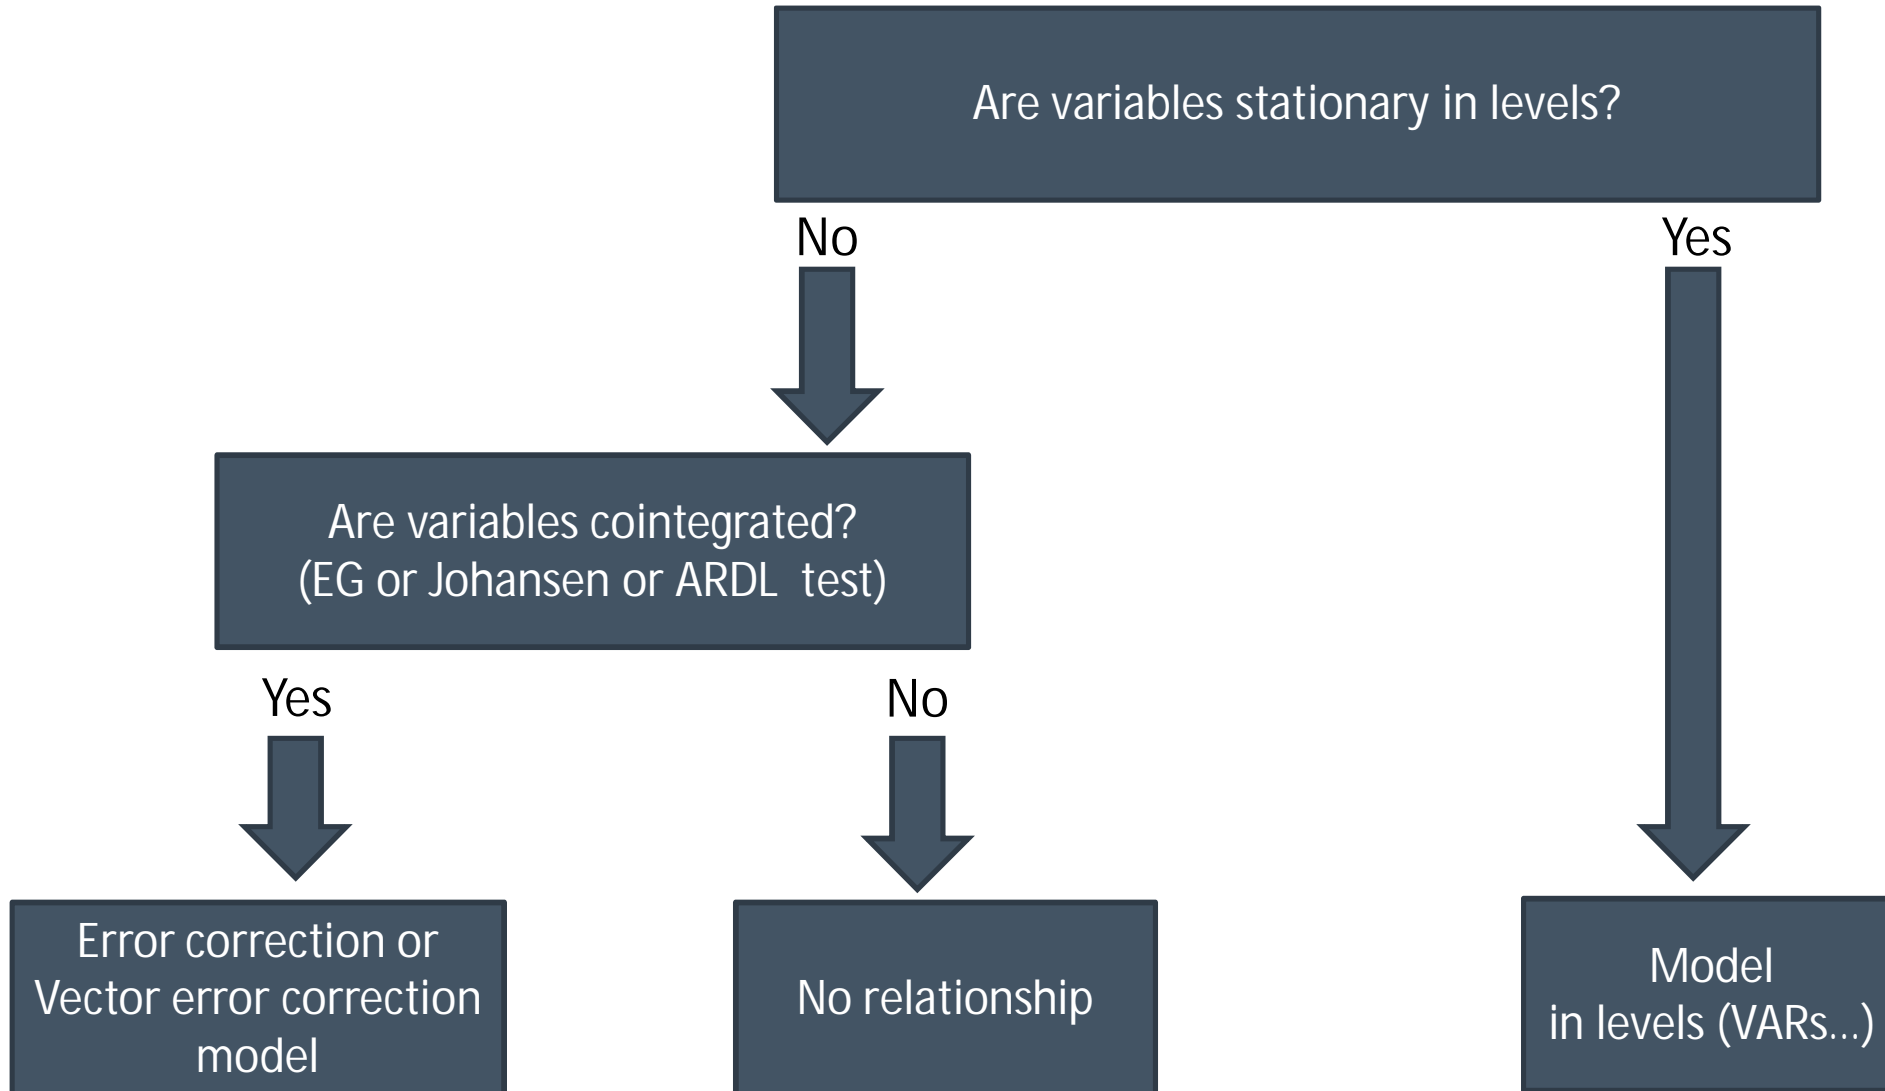 Are variables stationary in levels?
No
Yes
Are variables cointegrated?
(EG or Johansen or ARDL  test)
Yes
No
Error correction or
Vector error correction
model
No relationship
Model
in levels (VARs...)